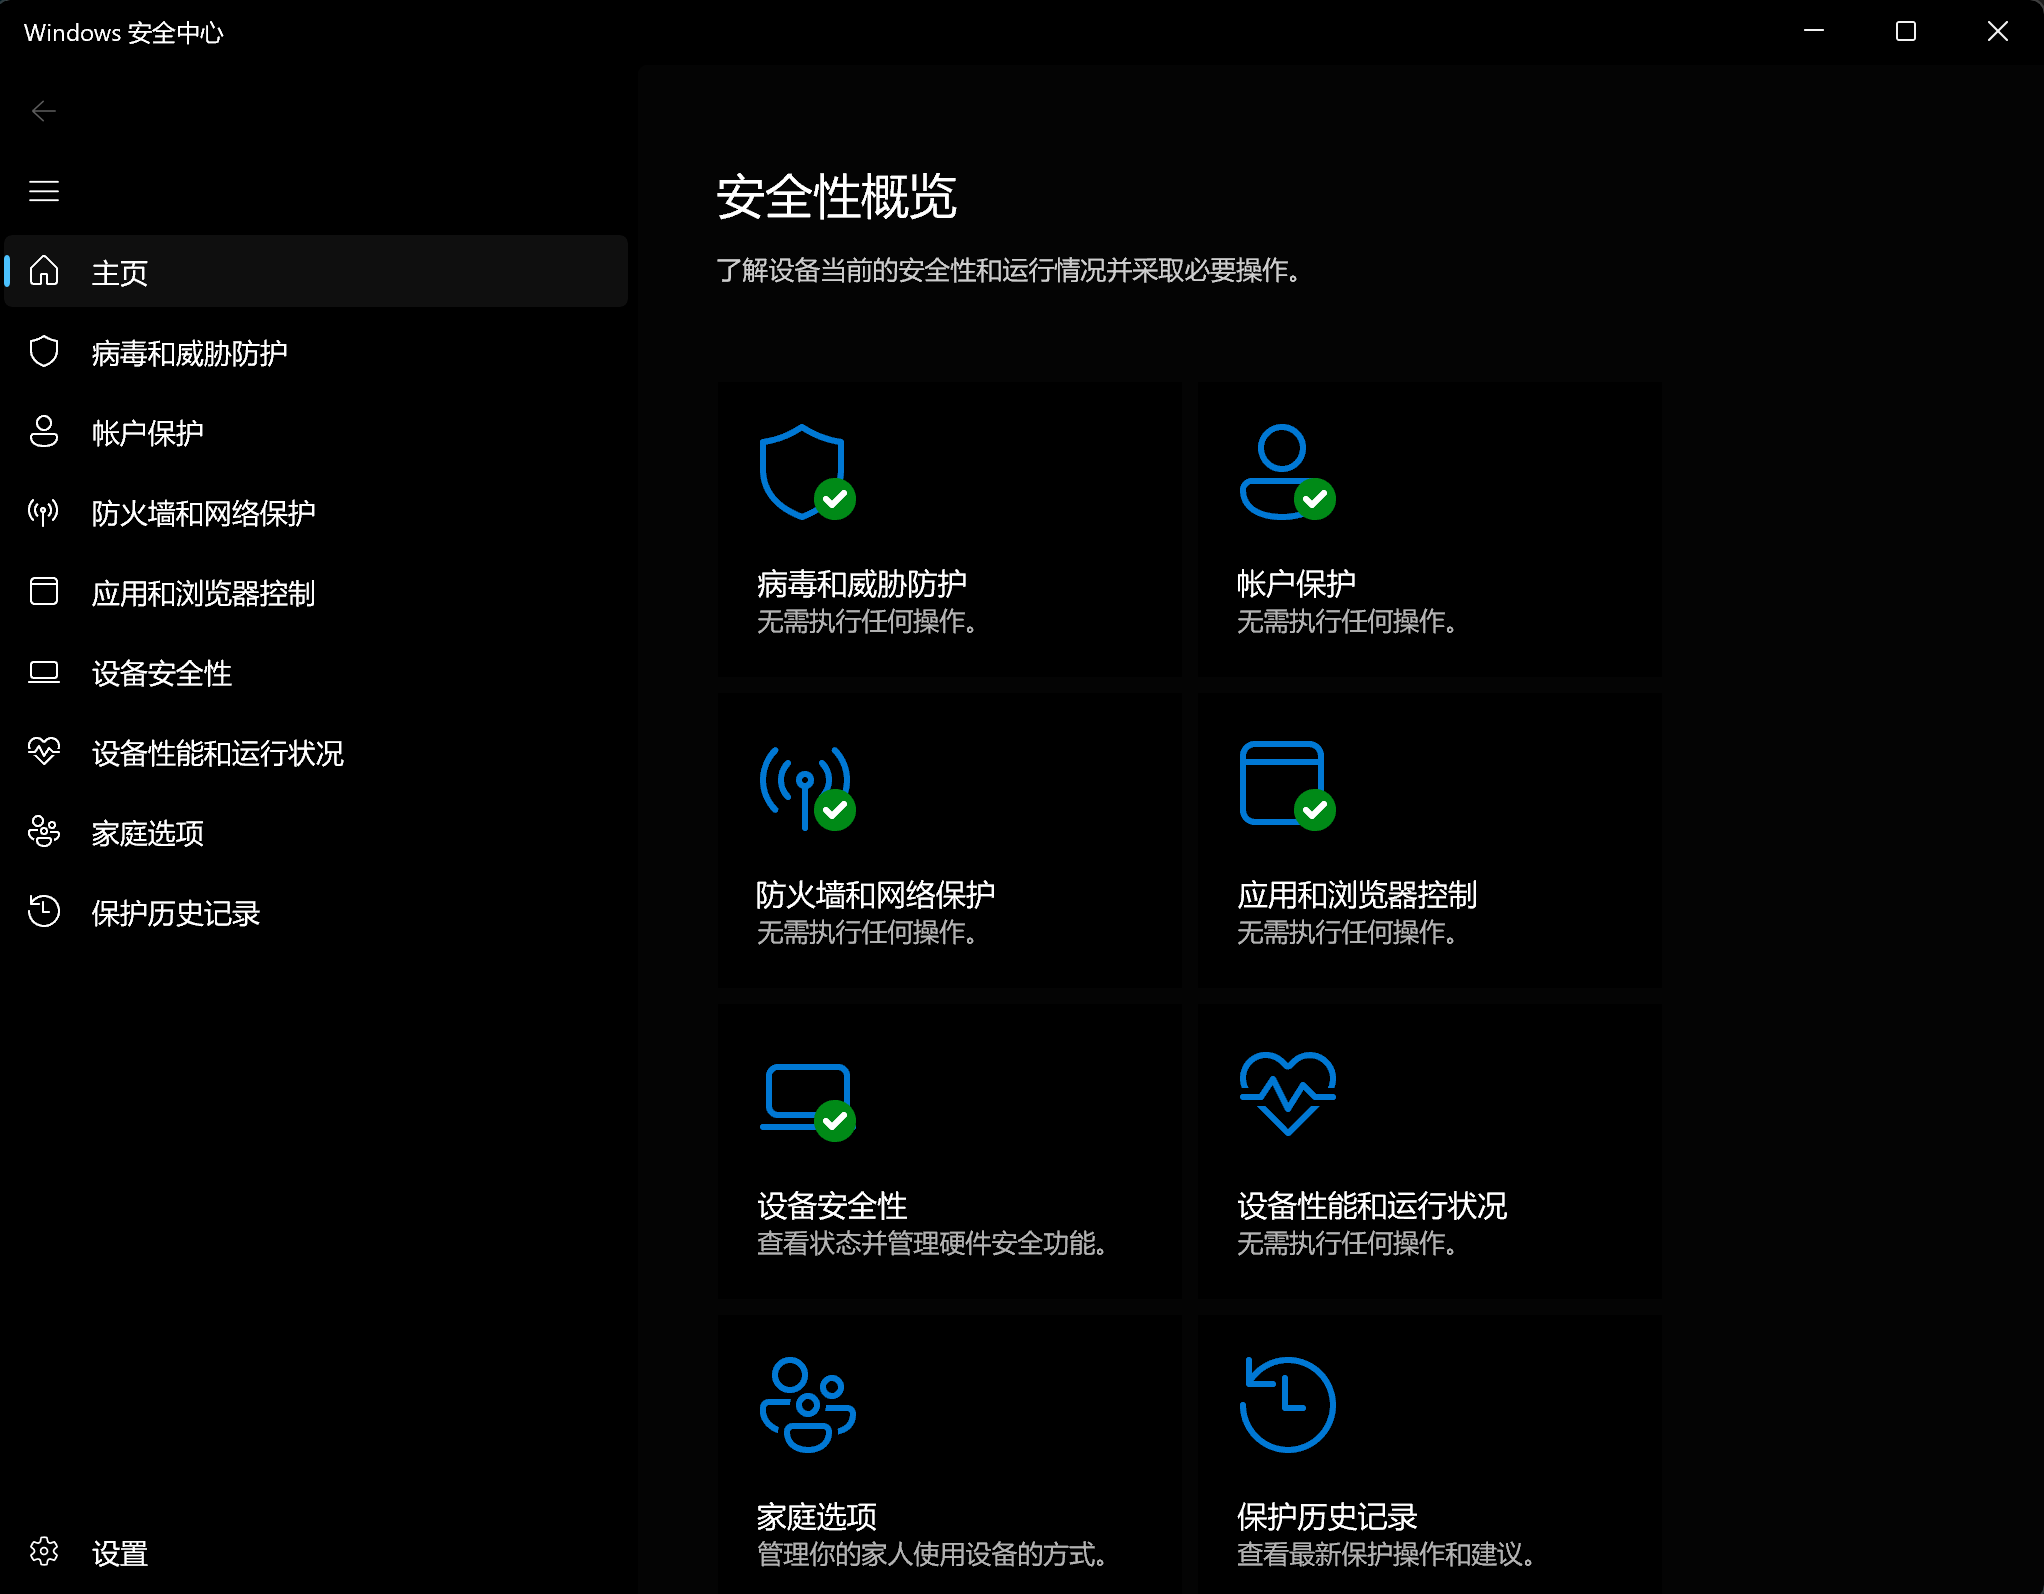 Windows 安全中心
主页
病毒和威胁防护
帐户保护
防火墙和网络保护
应用和浏览器控制
设备安全性
设备性能和运行状况
家庭选项
保护历史记录
设置
安全性概览
了解设备当前的安全性和运行情况并采取必要操作。
病毒和威胁防护
无需执行任何操作。
帐户保护
无需执行任何操作。
防火墙和网络保护
无需执行任何操作。
应用和浏览器控制
无需执行任何操作。
设备安全性
查看状态并管理硬件安全功能。
设备性能和运行状况
无需执行任何操作。
家庭选项
管理你的家人使用设备的方式。
保护历史记录
查看最新保护操作和建议。